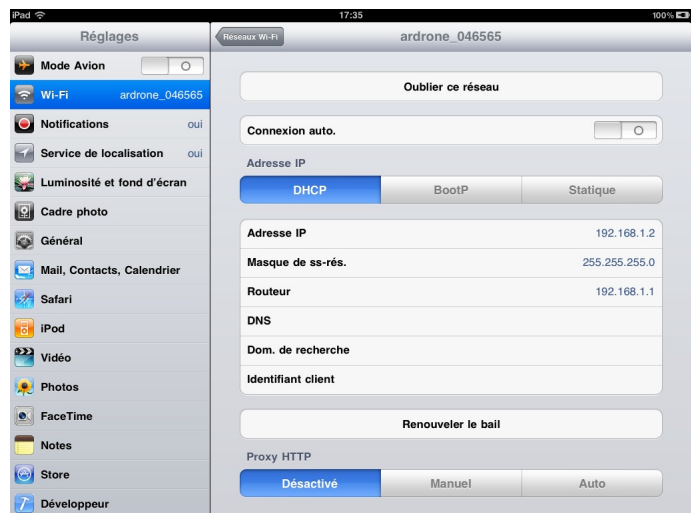 iPad 17:35 100%
Réglages
Mode Avion
Wi-Fi ardrone_046565
Notifications oui
Service de localisation oui
Luminosité et fond d'écran
Cadre photo
Général
Mail, Contacts, Calendrier
Safari
iPod
Vidéo
Photos
FaceTime
Notes
Store
Développeur
Réseaux Wi-Fi ardrone_046565
Oublier ce réseau
Connexion auto.
Adresse IP
DHCP BootP Statique
Adresse IP 192.168.1.2
Masque de ss-rés. 255.255.255.0
Routeur 192.168.1.1
DNS
Dom. de recherche
Identifiant client
Renouveler le bail
Proxy HTTP
Désactivé Manuel Auto